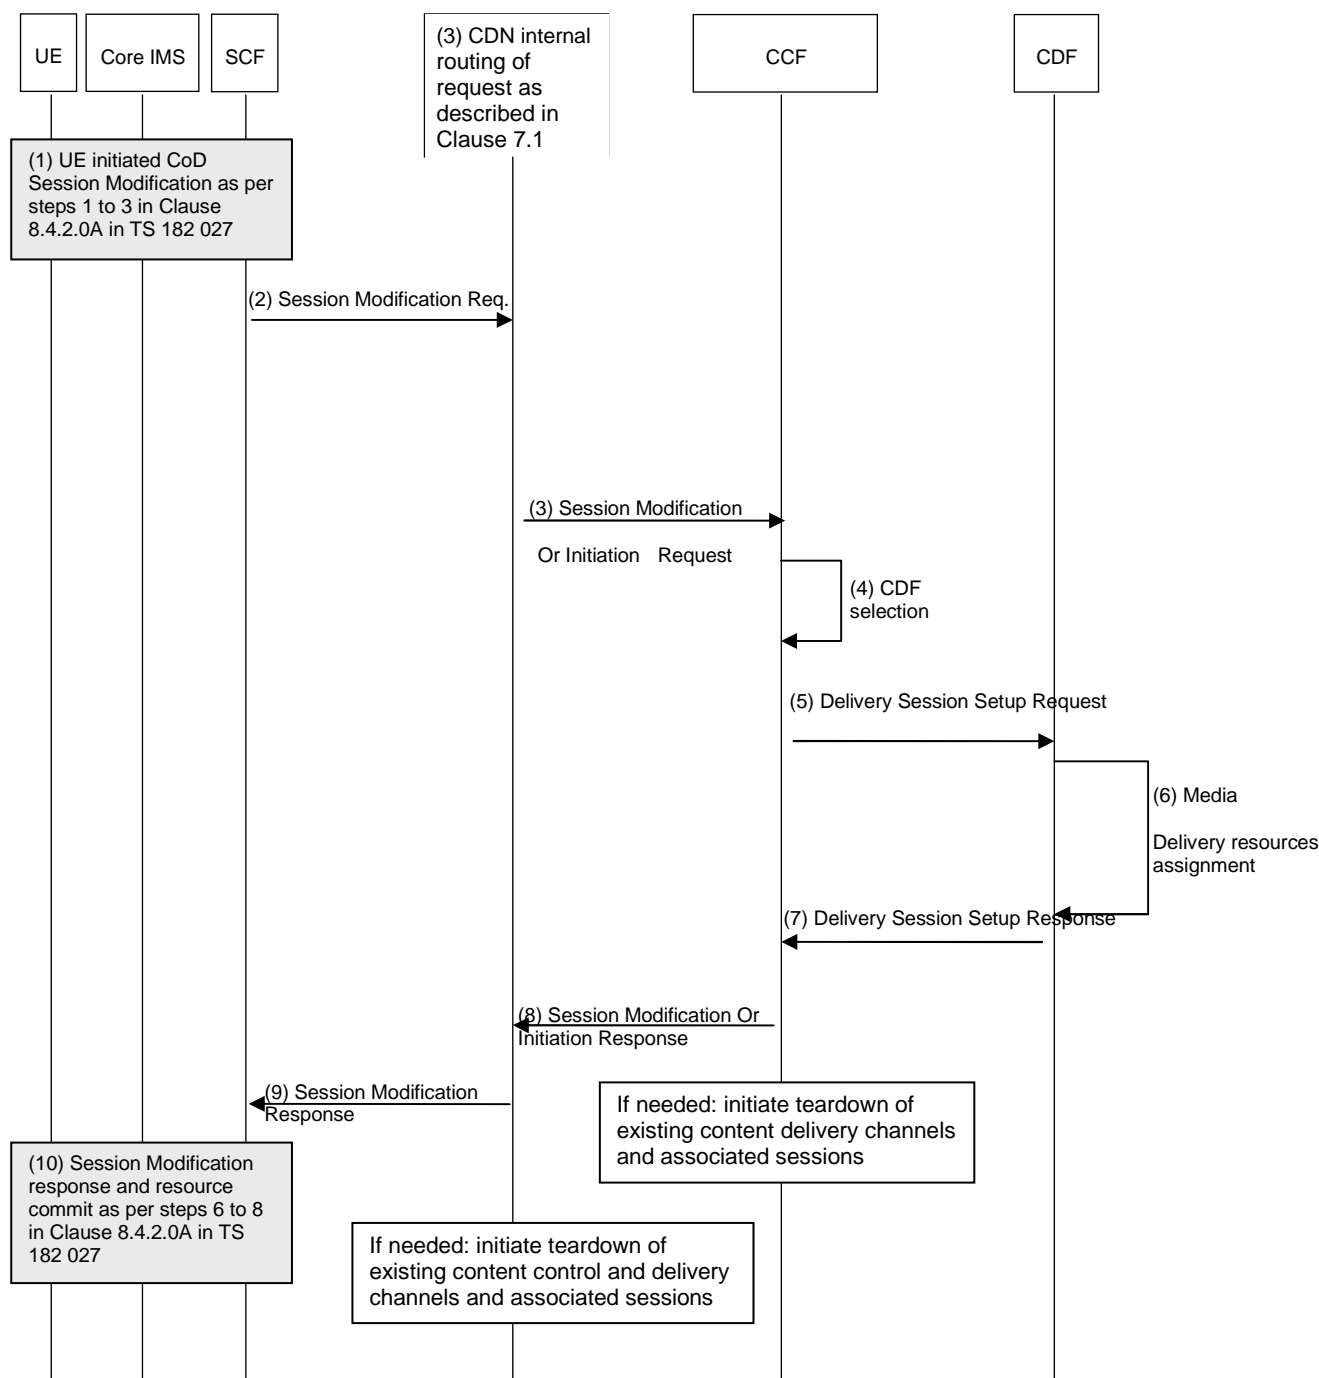 UE
Core IMS
SCF
(3) CDN internal
routing of
request as
described in
Clause 7.1
CCF
CDF
(1) UE initiated CoD
Session Modification as per
steps 1 to 3 in Clause
8.4.2.0A in TS 182 027
(2) Session Modification Req.
(3) Session Modification
Or Initiation Request
(4) CDF
selection
(5) Delivery Session Setup Request
(6) Media
Delivery resources
assignment
(7) Delivery Session Setup Response
(8) Session Modification Or
Initiation Response
(9) Session Modification
Response
If needed: initiate teardown of
existing content delivery channels
and associated sessions
(10) Session Modification
response and resource
commit as per steps 6 to 8
in Clause 8.4.2.0A in TS
182 027
If needed: initiate teardown of
existing content control and delivery
channels and associated sessions